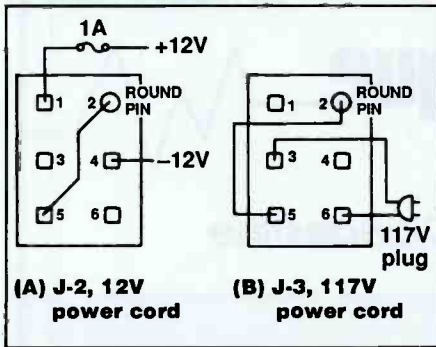 1A
+12V
1
2
ROUND
PIN
3
4
–12V
5
6
(A) J-2, 12V
power cord
1
2
ROUND
PIN
3
4
5
6
117V
plug
(B) J-3, 117V
power cord